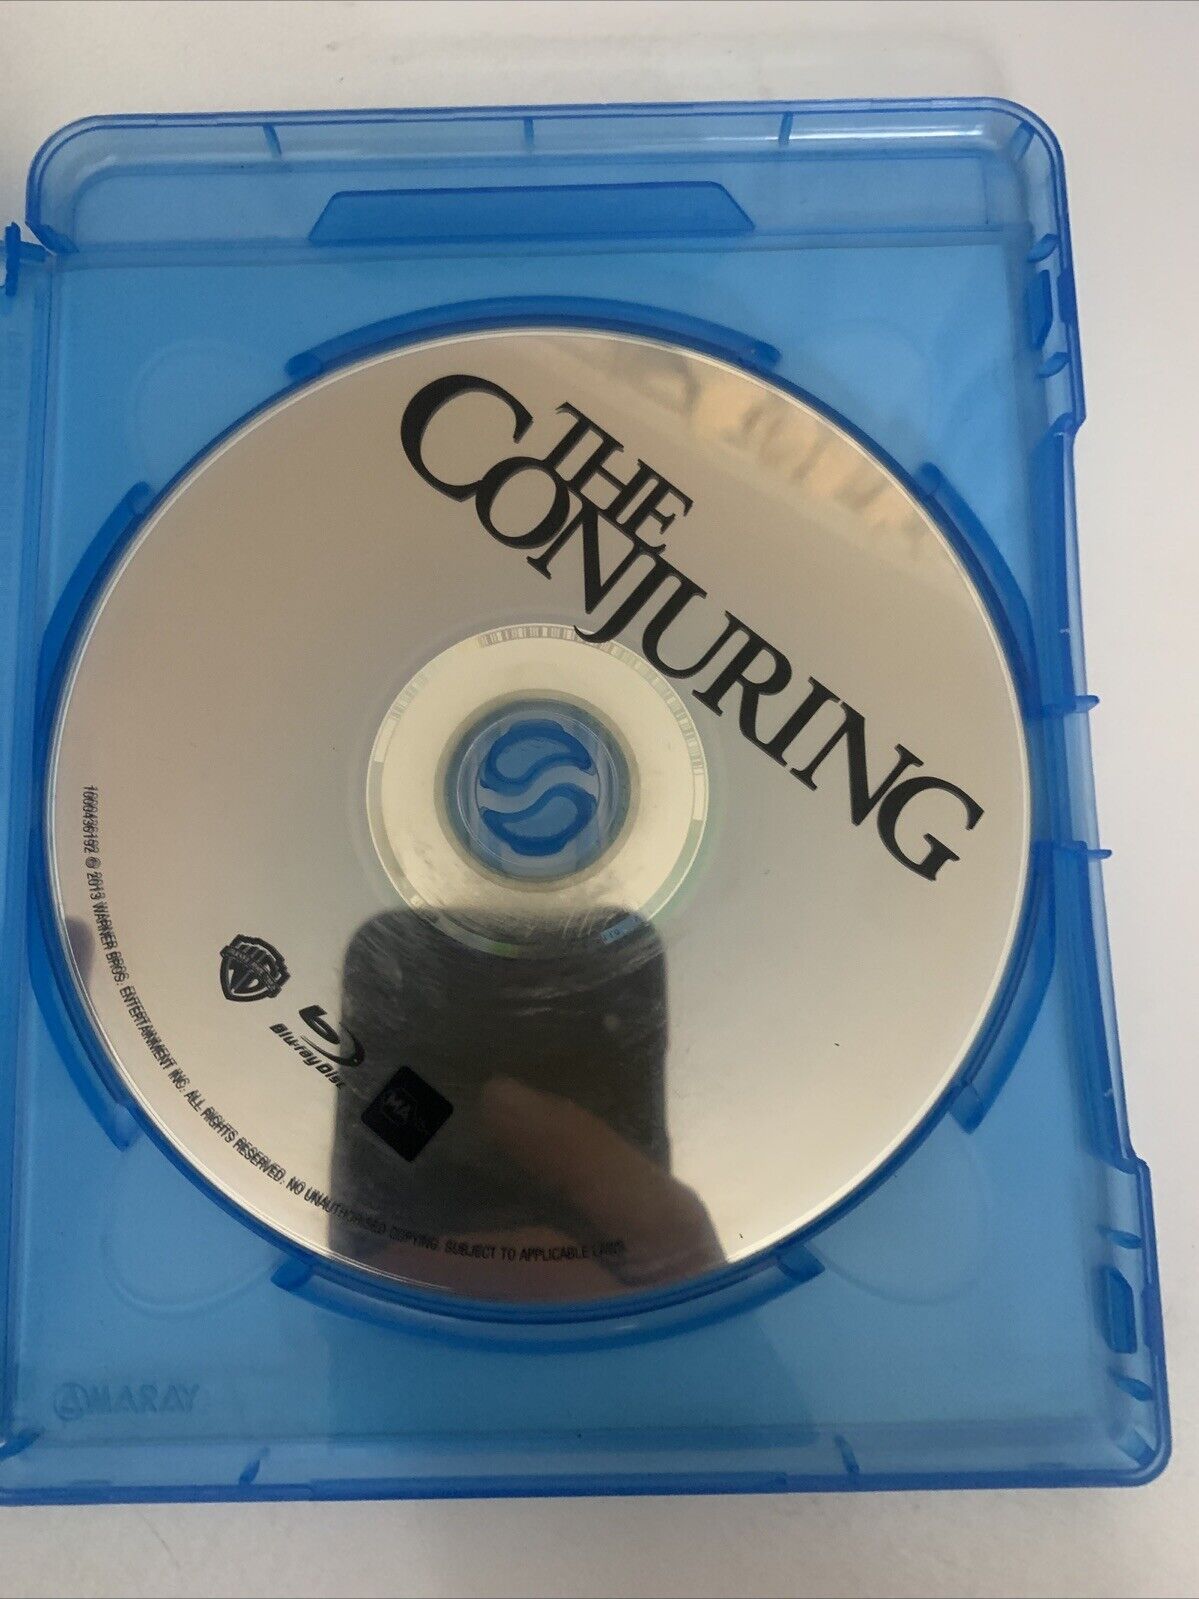 THE
CONJURING
Blu-ray Disc
1000436192 © 2013 WARNER BROS. ENTERTAINMENT INC. ALL RIGHTS RESERVED. NO UNAUTHORISED COPYING. SUBJECT TO APPLICABLE LAWS.
AMARAY